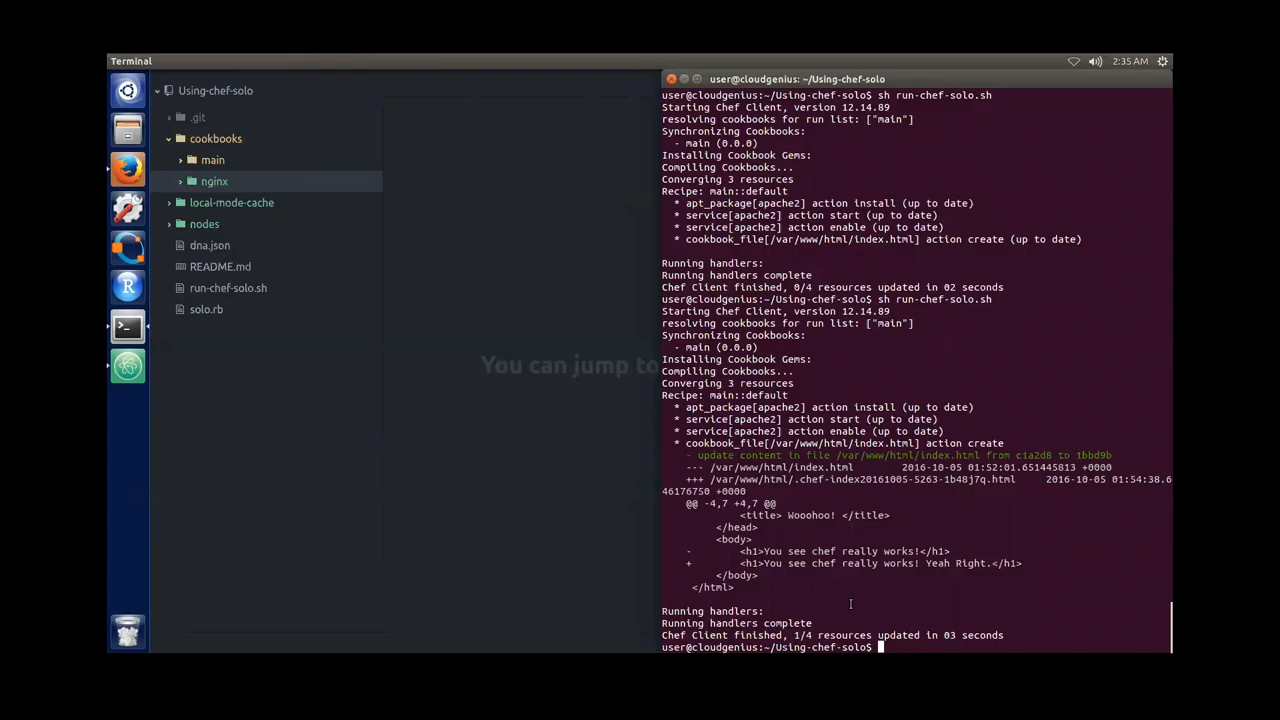 Terminal
2:35 AM
Using-chef-solo
.git
cookbooks
main
nginx
local-mode-cache
nodes
dna.json
README.md
run-chef-solo.sh
solo.rb
You can jump to
user@cloudgenius: ~/Using-chef-solo
user@cloudgenius:~/Using-chef-solo$ sh run-chef-solo.sh
Starting Chef Client, version 12.14.89
resolving cookbooks for run list: ["main"]
Synchronizing Cookbooks:
  - main (0.0.0)
Installing Cookbook Gems:
Compiling Cookbooks...
Converging 3 resources
Recipe: main::default
  * apt_package[apache2] action install (up to date)
  * service[apache2] action start (up to date)
  * service[apache2] action enable (up to date)
  * cookbook_file[/var/www/html/index.html] action create (up to date)
Running handlers:
Running handlers complete
Chef Client finished, 0/4 resources updated in 02 seconds
user@cloudgenius:~/Using-chef-solo$ sh run-chef-solo.sh
Starting Chef Client, version 12.14.89
resolving cookbooks for run list: ["main"]
Synchronizing Cookbooks:
  - main (0.0.0)
Installing Cookbook Gems:
Compiling Cookbooks...
Converging 3 resources
Recipe: main::default
  * apt_package[apache2] action install (up to date)
  * service[apache2] action start (up to date)
  * service[apache2] action enable (up to date)
  * cookbook_file[/var/www/html/index.html] action create
    - update content in file /var/www/html/index.html from c1a2d8 to 1bbd9b
    --- /var/www/html/index.html        2016-10-05 01:52:01.651445813 +0000
    +++ /var/www/html/.chef-index20161005-5263-1b48j7q.html     2016-10-05 01:54:38.6
46176750 +0000
    @@ -4,7 +4,7 @@
             <title> Wooohoo! </title>
         </head>
         <body>
    -        <h1>You see chef really works!</h1>
    +        <h1>You see chef really works! Yeah Right.</h1>
         </body>
     </html>
Running handlers:
Running handlers complete
Chef Client finished, 1/4 resources updated in 03 seconds
user@cloudgenius:~/Using-chef-solo$